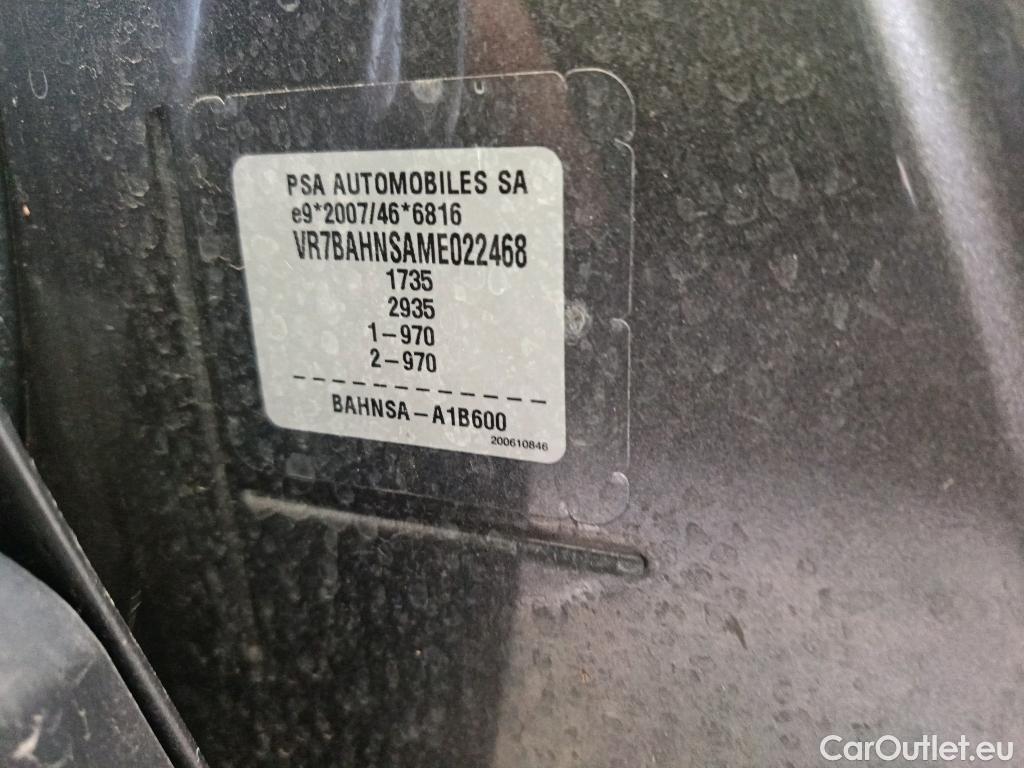 PSA AUTOMOBILES SA
e9*2007/46*6816
VR7BAHNSAME022468
1735
2935
1-970
2-970
BAHNSA-A1B600
200610846
CarOutlet.eu